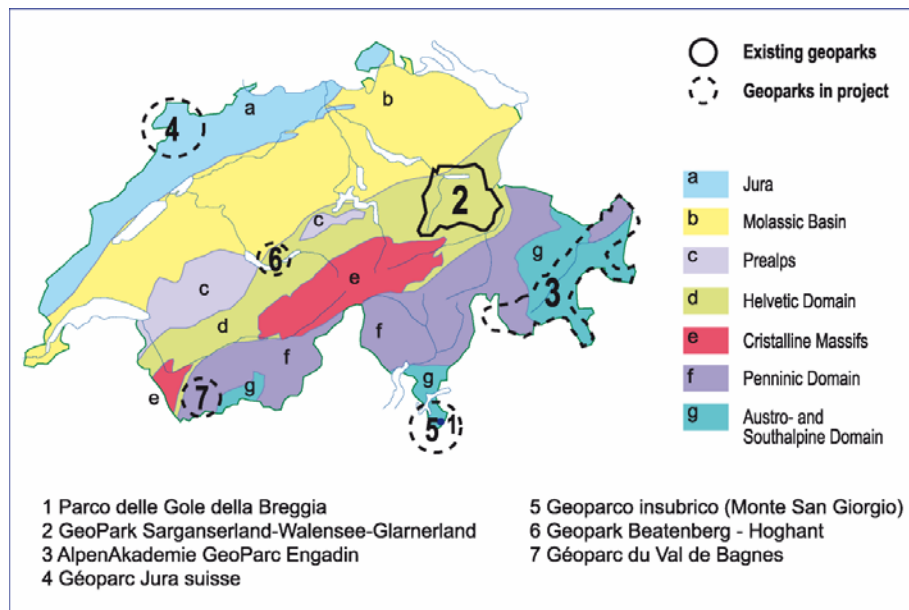 Existing geoparks
Geoparks in project
a Jura
b Molassic Basin
c Prealps
d Helvetic Domain
e Cristalline Massifs
f Penninic Domain
g Austro- and
Southalpine Domain
b
a
4
2
c
6
g
e
3
c
d
f
f
g
7
g
e
5
1
1 Parco delle Gole della Breggia
2 GeoPark Sarganserland-Walensee-Glarnerland
3 AlpenAkademie GeoParc Engadin
4 Géoparc Jura suisse
5 Geoparco insubrico (Monte San Giorgio)
6 Geopark Beatenberg - Hoghant
7 Géoparc du Val de Bagnes